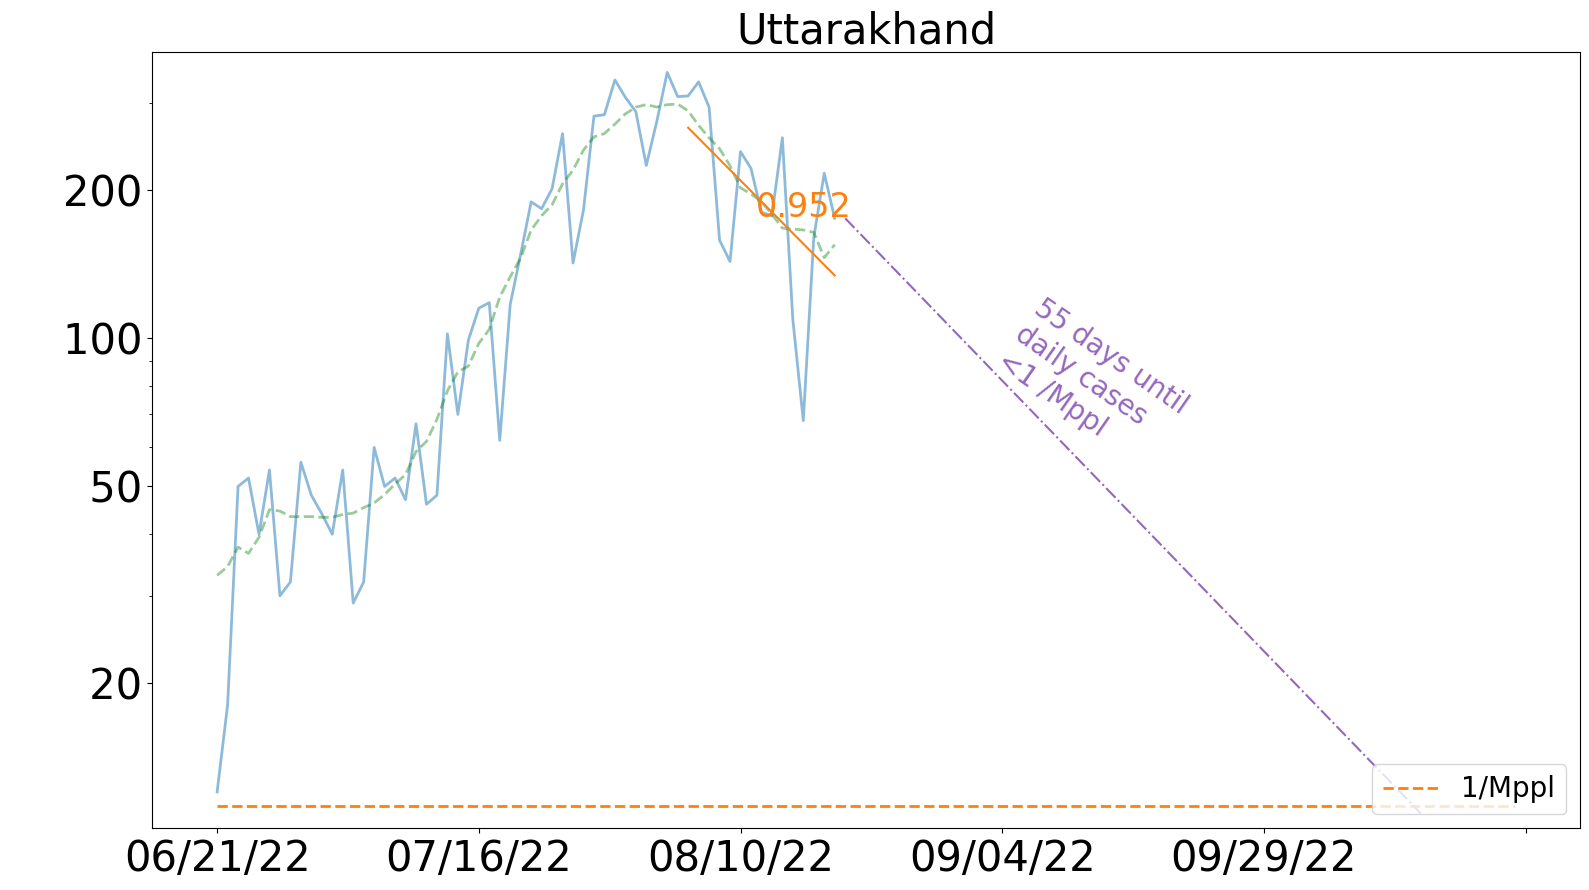 Uttarakhand
200
100
50
20
0.952
55 days until
daily cases
<1 /Mppl
1/Mppl
06/21/22
07/16/22
08/10/22
09/04/22
09/29/22